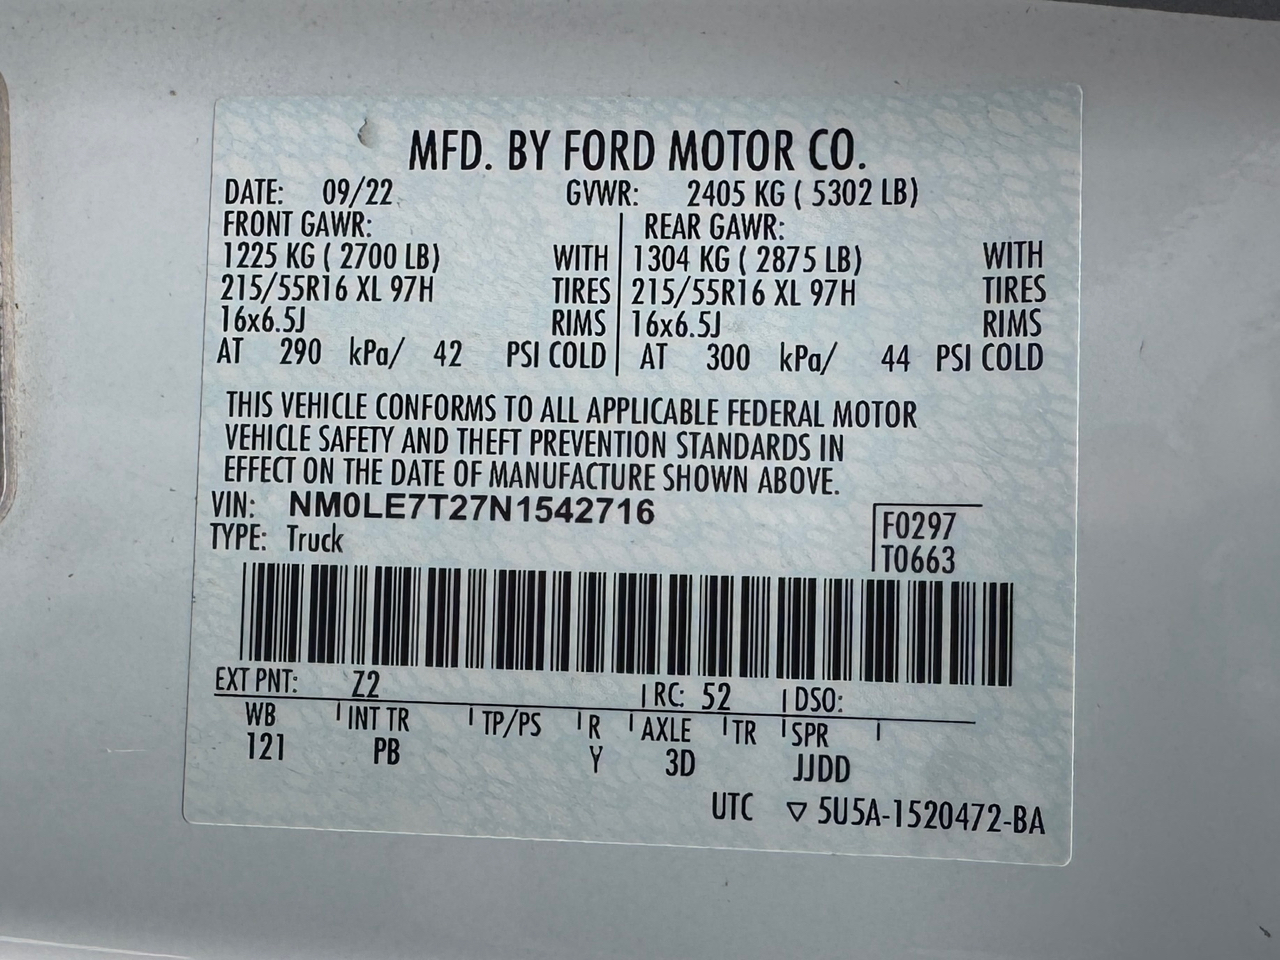 MFD. BY FORD MOTOR CO.
DATE: 09/22 GVWR: 2405 KG ( 5302 LB)
FRONT GAWR: REAR GAWR:
1225 KG ( 2700 LB) WITH 1304 KG ( 2875 LB) WITH
215/55R16 XL 97H TIRES 215/55R16 XL 97H TIRES
16x6.5J RIMS 16x6.5J RIMS
AT 290 kPa/ 42 PSI COLD AT 300 kPa/ 44 PSI COLD
THIS VEHICLE CONFORMS TO ALL APPLICABLE FEDERAL MOTOR
VEHICLE SAFETY AND THEFT PREVENTION STANDARDS IN
EFFECT ON THE DATE OF MANUFACTURE SHOWN ABOVE.
VIN: NM0LE7T27N1542716
F0297
TYPE: Truck
T0663
EXT PNT: Z2 RC: 52 DSO:
WB INT TR TP/PS R AXLE TR SPR
121 PB Y 3D JJDD
UTC ▽ 5U5A-1520472-BA